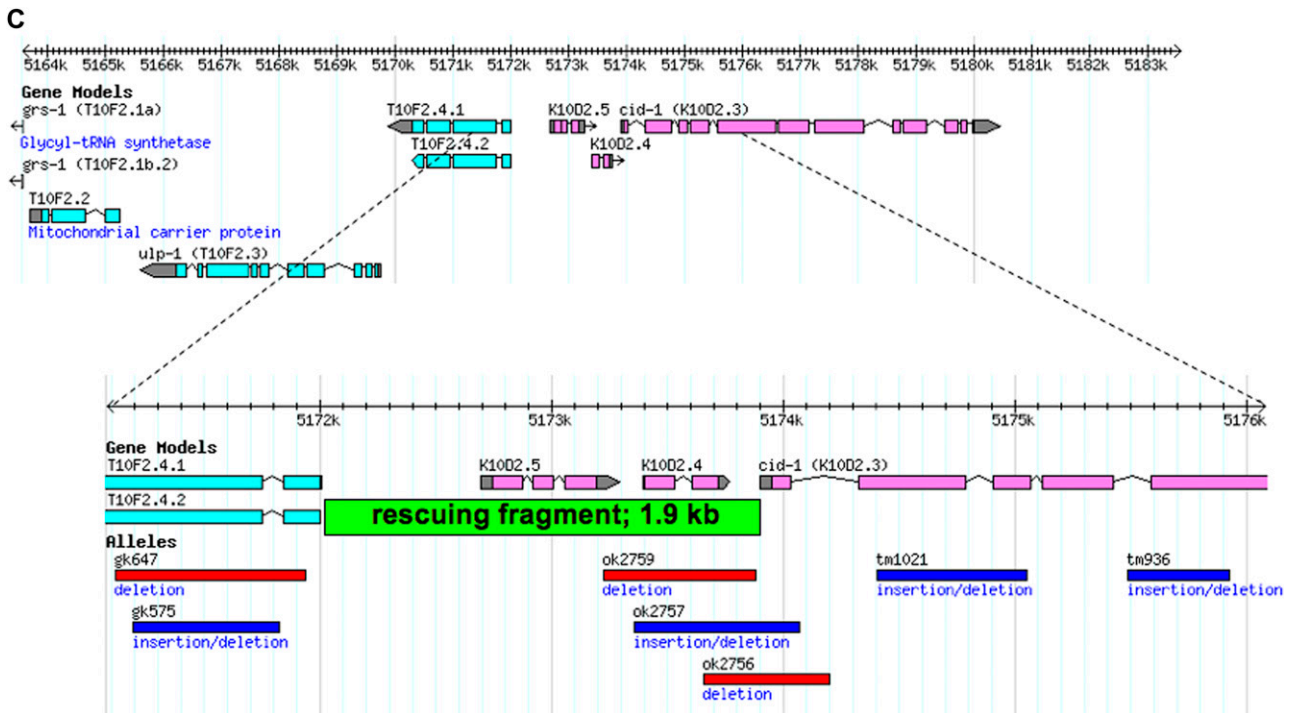 C
5164k 5165k 5166k 5167k 5168k 5169k 5170k 5171k 5172k 5173k 5174k 5175k 5176k 5177k 5178k 5179k 5180k 5181k 5182k 5183k
Gene Models
grs-1 (T10F2.1a) T10F2.4.1 K10D2.5 cid-1 (K10D2.3)
Glycyl-tRNA synthetase T10F2.4.2 K10D2.4
grs-1 (T10F2.1b.2)
T10F2.2
Mitochondrial carrier protein
ulp-1 (T10F2.3)
5172k 5173k 5174k 5175k 5176k
Gene Models
T10F2.4.1 K10D2.5 K10D2.4 cid-1 (K10D2.3)
T10F2.4.2
rescuing fragment; 1.9 kb
Alleles
gk647 ok2759 tm1021 tm936
deletion deletion insertion/deletion insertion/deletion
gk575 ok2757
insertion/deletion insertion/deletion
ok2756
deletion